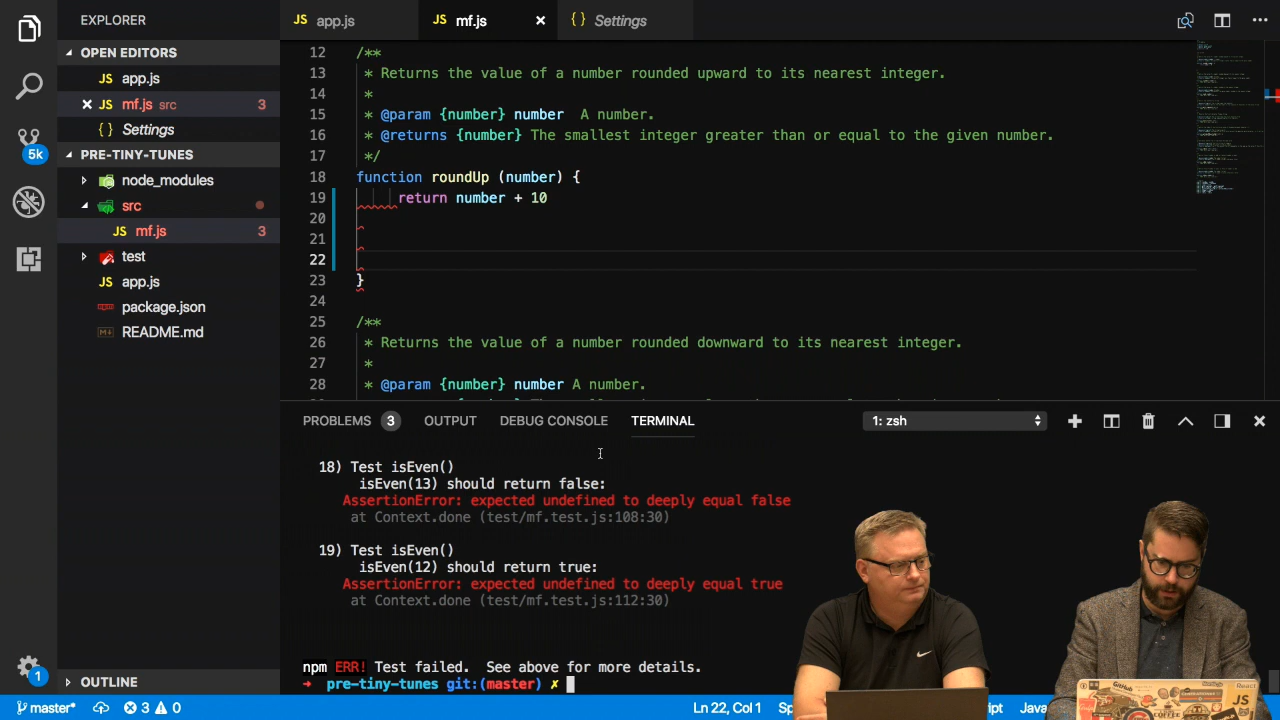 EXPLORER
OPEN EDITORS
JS app.js
JS mf.js src 3
{ } Settings
5k
PRE-TINY-TUNES
node_modules
src
JS mf.js 3
test
JS app.js
package.json
README.md
OUTLINE
1
JS app.js
JS mf.js
{ } Settings
12 /**
13 * Returns the value of a number rounded upward to its nearest integer.
14 *
15 * @param {number} number A number.
16 * @returns {number} The smallest integer greater than or equal to the given number.
17 */
18 function roundUp (number) {
19 return number + 10
20
21
22
23 }
24
25 /**
26 * Returns the value of a number rounded downward to its nearest integer.
27 *
28 * @param {number} number A number.
PROBLEMS 3 OUTPUT DEBUG CONSOLE TERMINAL 1: zsh
18) Test isEven()
isEven(13) should return false:
AssertionError: expected undefined to deeply equal false
at Context.done (test/mf.test.js:108:30)
19) Test isEven()
isEven(12) should return true:
AssertionError: expected undefined to deeply equal true
at Context.done (test/mf.test.js:112:30)
npm ERR! Test failed. See above for more details.
➜ pre-tiny-tunes git:(master) ✗
master* 3 0 Ln 22, Col 1
GitHub
React
JS